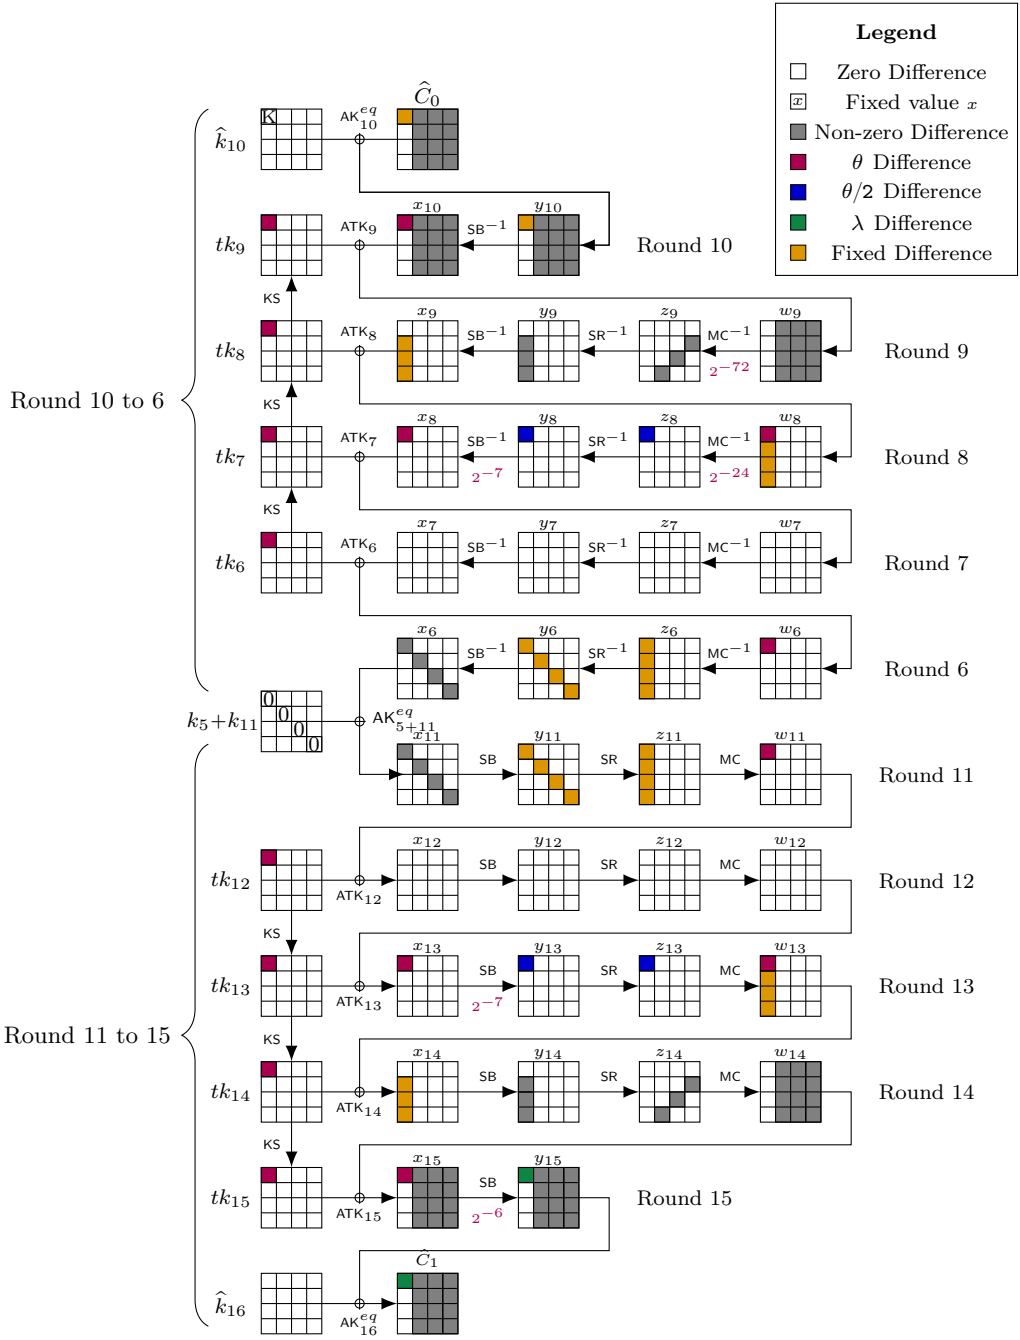 Legend
Zero Difference
x Fixed value x
Non-zero Difference
θ Difference
θ/2 Difference
λ Difference
Fixed Difference
Ĉ₀
k̂₁₀ K AK₁₀^eq
x₁₀ y₁₀
tk₉ ATK₉ SB⁻¹ Round 10
KS
x₉ y₉ z₉ w₉
tk₈ ATK₈ SB⁻¹ SR⁻¹ MC⁻¹ Round 9
2⁻⁷²
Round 10 to 6
KS
x₈ y₈ z₈ w₈
tk₇ ATK₇ SB⁻¹ SR⁻¹ MC⁻¹ Round 8
2⁻⁷ 2⁻²⁴
KS
x₇ y₇ z₇ w₇
tk₆ ATK₆ SB⁻¹ SR⁻¹ MC⁻¹ Round 7
x₆ y₆ z₆ w₆
SB⁻¹ SR⁻¹ MC⁻¹ Round 6
k₅+k₁₁ 0 0 0 0 AK₅₊₁₁^eq
x₁₁ y₁₁ z₁₁ w₁₁
SB SR MC Round 11
x₁₂ y₁₂ z₁₂ w₁₂
tk₁₂ ATK₁₂ SB SR MC Round 12
KS
x₁₃ y₁₃ z₁₃ w₁₃
tk₁₃ ATK₁₃ SB SR MC Round 13
2⁻⁷
Round 11 to 15
KS
x₁₄ y₁₄ z₁₄ w₁₄
tk₁₄ ATK₁₄ SB SR MC Round 14
KS
x₁₅ y₁₅
tk₁₅ ATK₁₅ SB Round 15
2⁻⁶
Ĉ₁
k̂₁₆ AK₁₆^eq